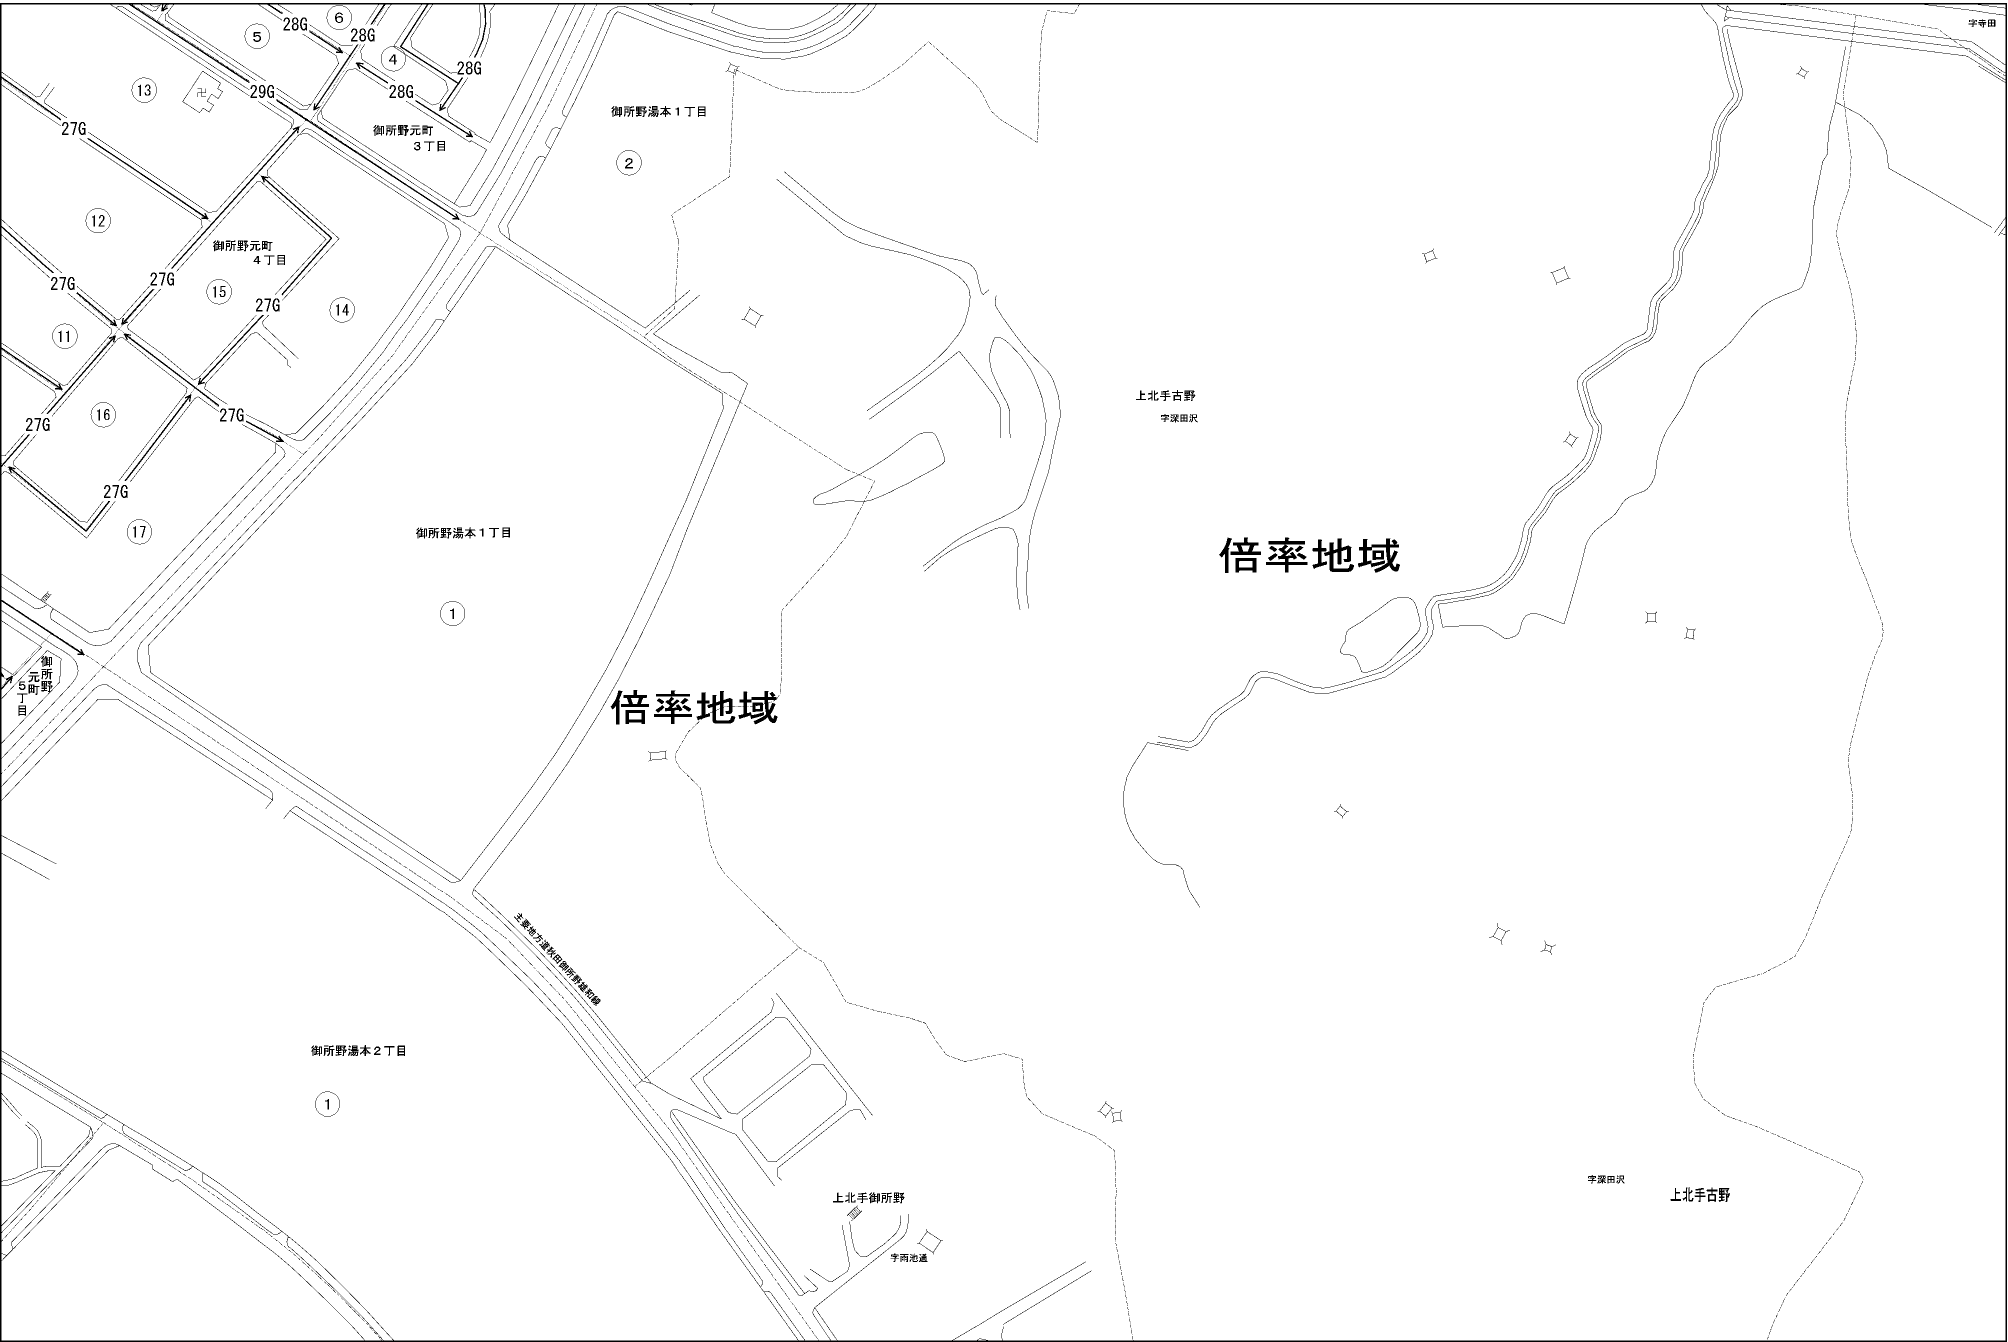 字寺田
6
28G
5
28G
4
28G
13
卍
29G
28G
御所野湯本１丁目
27G
御所野元町
３丁目
2
12
御所野元町
４丁目
27G
27G
15
27G
14
11
上北手古野
字深田沢
16
27G
27G
27G
17
御所野湯本１丁目
倍率地域
1
御所野
元町
５丁目
倍率地域
主要地方道秋田御所野雄和線
御所野湯本２丁目
1
字深田沢
上北手古野
上北手御所野
字雨池通